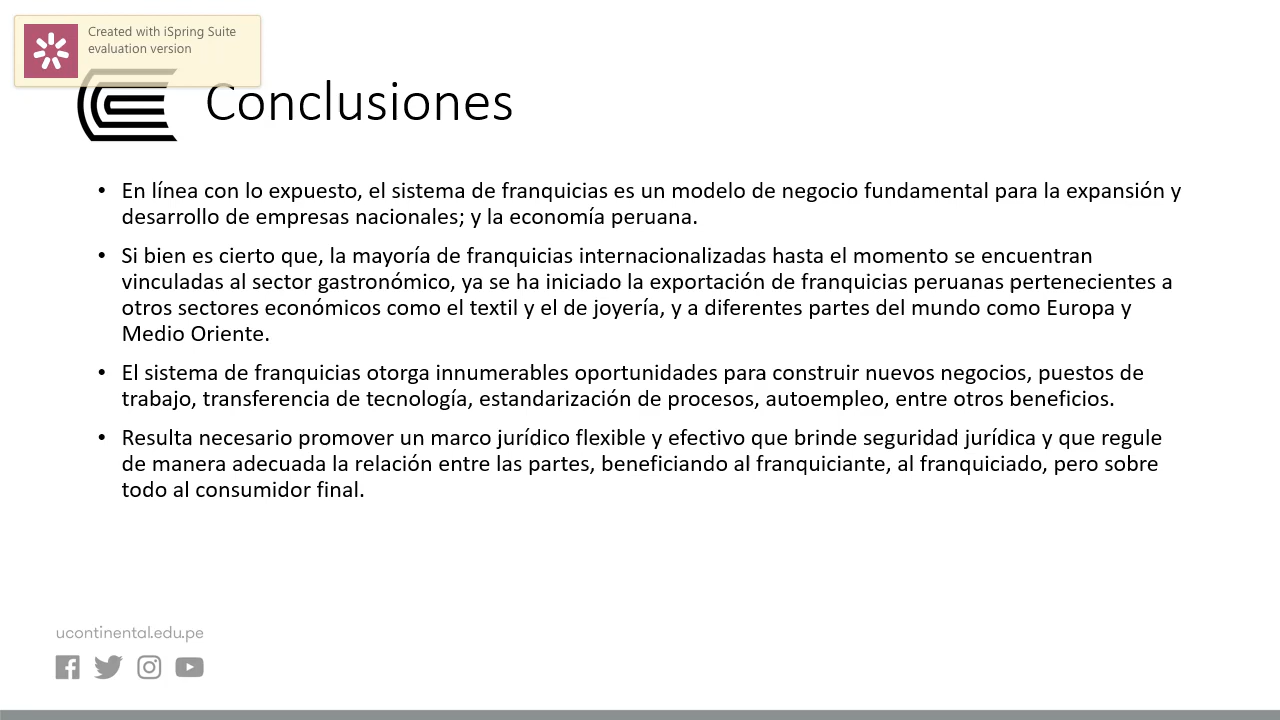 Created with iSpring Suite
evaluation version
Conclusiones
• En línea con lo expuesto, el sistema de franquicias es un modelo de negocio fundamental para la expansión y
desarrollo de empresas nacionales; y la economía peruana.
• Si bien es cierto que, la mayoría de franquicias internacionalizadas hasta el momento se encuentran
vinculadas al sector gastronómico, ya se ha iniciado la exportación de franquicias peruanas pertenecientes a
otros sectores económicos como el textil y el de joyería, y a diferentes partes del mundo como Europa y
Medio Oriente.
• El sistema de franquicias otorga innumerables oportunidades para construir nuevos negocios, puestos de
trabajo, transferencia de tecnología, estandarización de procesos, autoempleo, entre otros beneficios.
• Resulta necesario promover un marco jurídico flexible y efectivo que brinde seguridad jurídica y que regule
de manera adecuada la relación entre las partes, beneficiando al franquiciante, al franquiciado, pero sobre
todo al consumidor final.
ucontinental.edu.pe